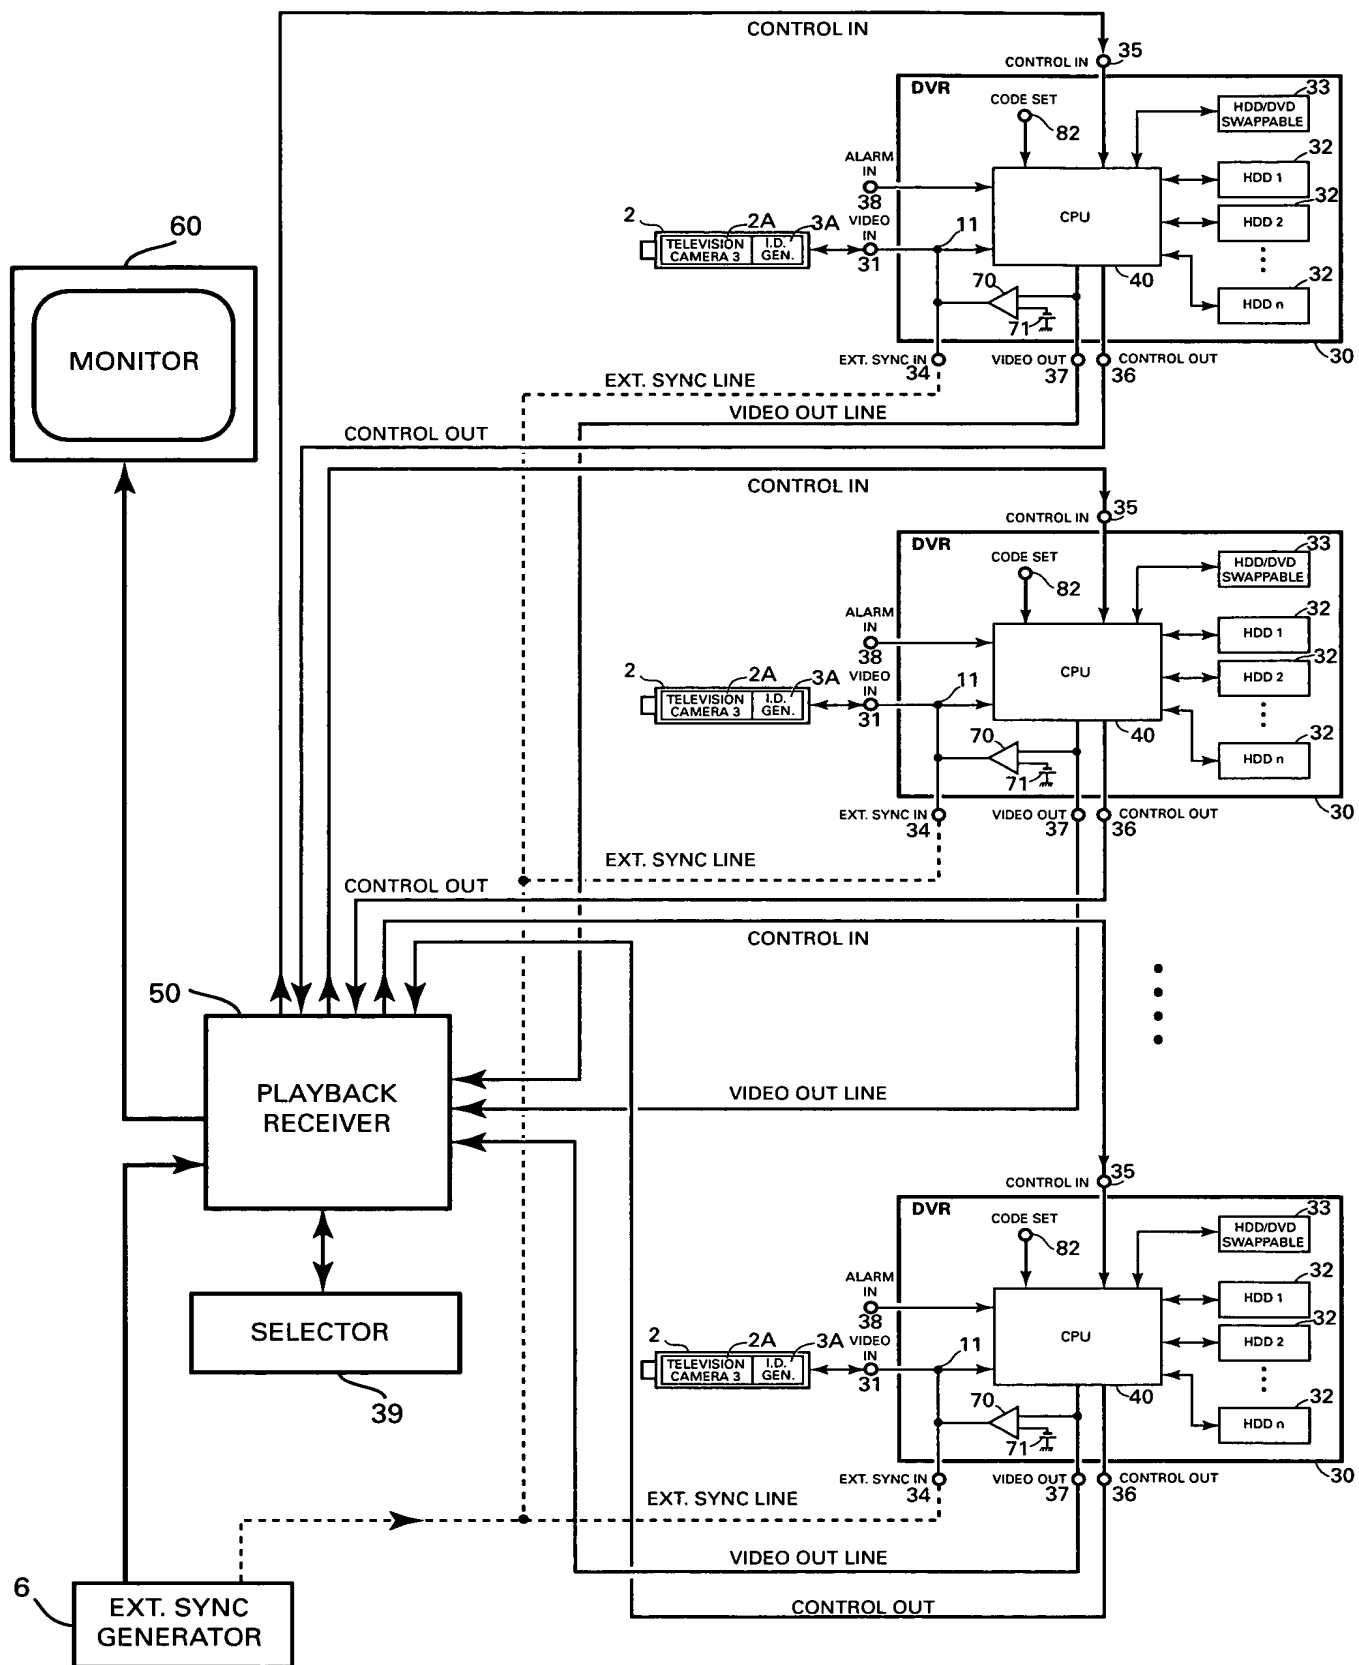 CONTROL IN
CONTROL IN 35
DVR
CODE SET
82
33
HDD/DVD
SWAPPABLE
ALARM
IN
38
32
HDD 1
CPU
32
HDD 2
2
2A
3A
VIDEO
IN
11
TELEVISION
CAMERA 3
I.D.
GEN.
31
40
70
71
32
HDD n
30
EXT. SYNC IN
34
VIDEO OUT
37
36
CONTROL OUT
60
MONITOR
EXT. SYNC LINE
VIDEO OUT LINE
CONTROL OUT
CONTROL IN
CONTROL IN 35
DVR
CODE SET
82
33
HDD/DVD
SWAPPABLE
ALARM
IN
38
32
HDD 1
CPU
32
HDD 2
2
2A
3A
VIDEO
IN
11
TELEVISION
CAMERA 3
I.D.
GEN.
31
40
70
71
32
HDD n
30
EXT. SYNC IN
34
VIDEO OUT
37
36
CONTROL OUT
EXT. SYNC LINE
CONTROL OUT
CONTROL IN
50
PLAYBACK
RECEIVER
VIDEO OUT LINE
CONTROL IN 35
DVR
CODE SET
82
33
HDD/DVD
SWAPPABLE
ALARM
IN
38
32
HDD 1
CPU
32
HDD 2
2
2A
3A
VIDEO
IN
11
TELEVISION
CAMERA 3
I.D.
GEN.
31
40
70
71
32
HDD n
30
EXT. SYNC IN
34
VIDEO OUT
37
36
CONTROL OUT
SELECTOR
39
EXT. SYNC LINE
VIDEO OUT LINE
CONTROL OUT
6
EXT. SYNC
GENERATOR